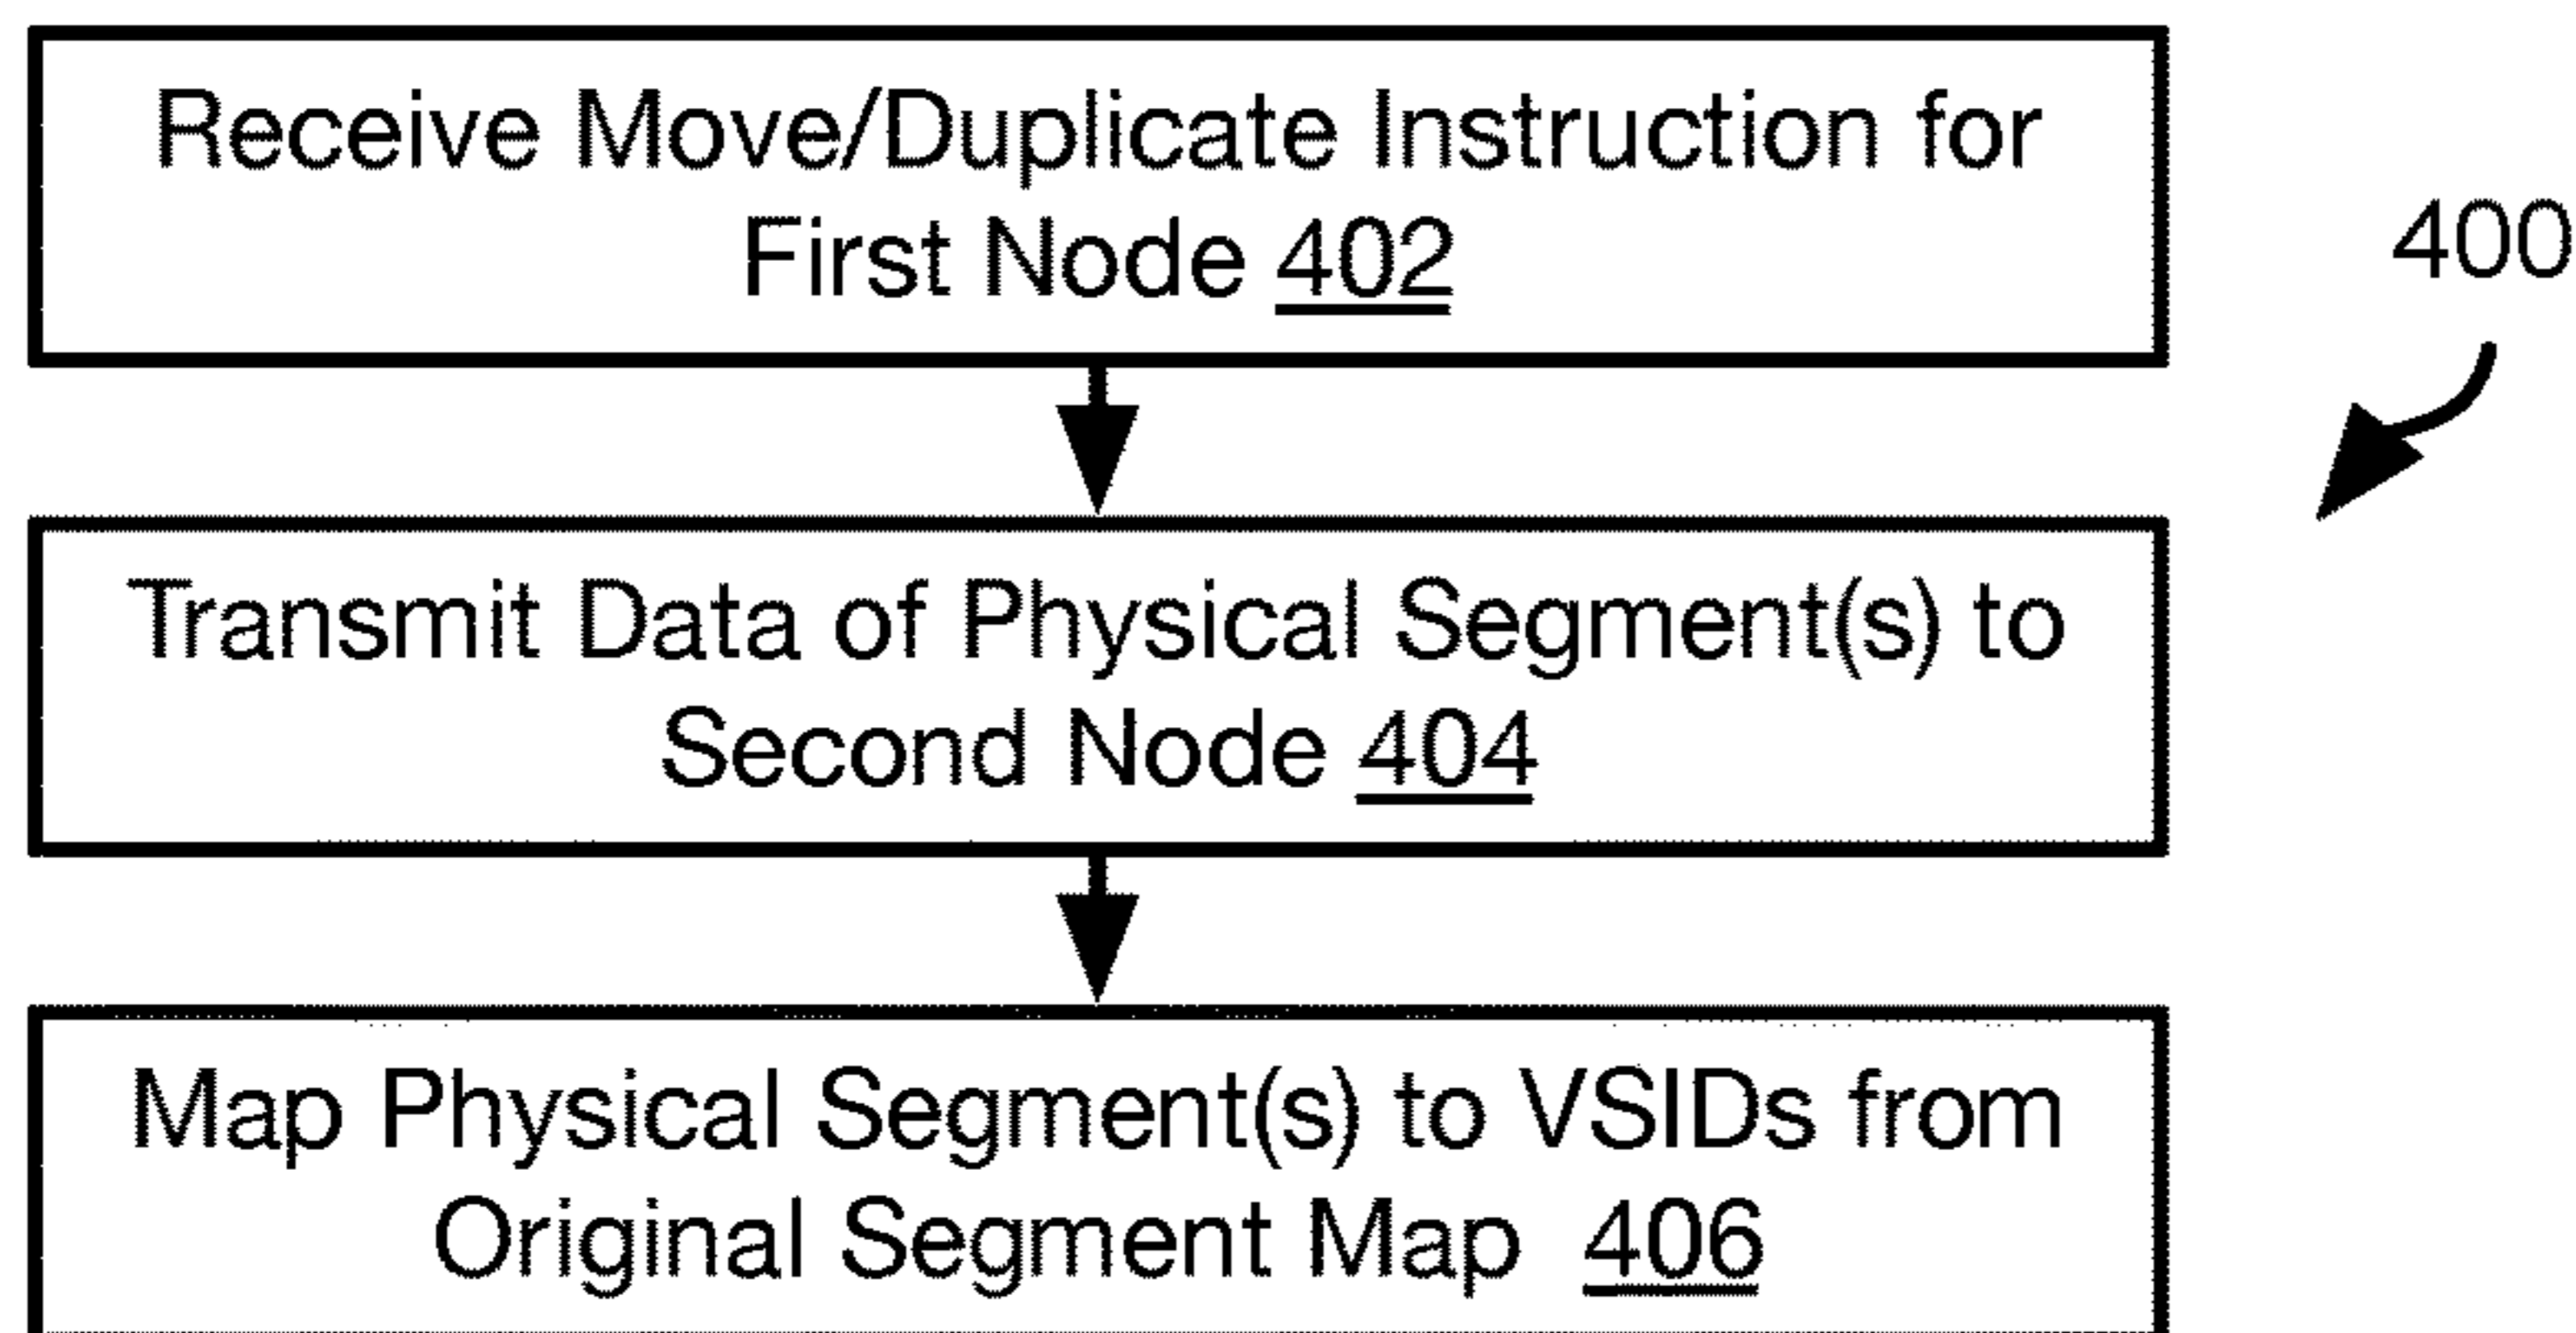 Receive Move/Duplicate Instruction for
First Node 402
400
Transmit Data of Physical Segment(s) to
Second Node 404
Map Physical Segment(s) to VSIDs from
Original Segment Map 406